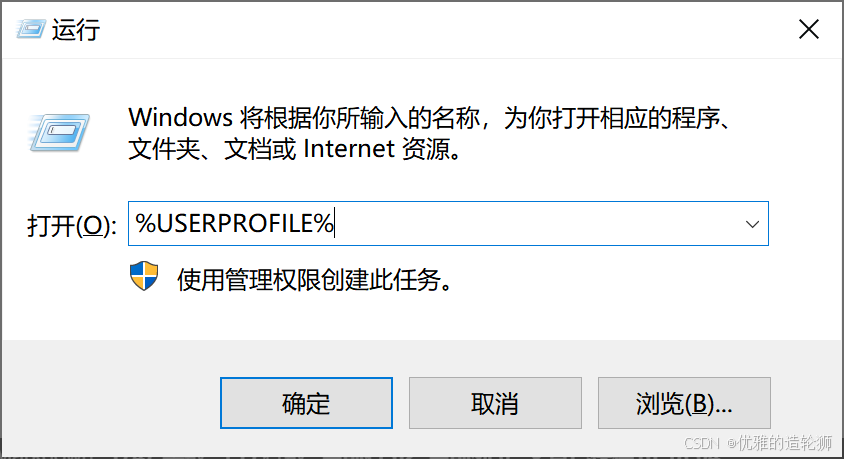 运行
Windows 将根据你所输入的名称，为你打开相应的程序、
文件夹、文档或 Internet 资源。
打开(O): %USERPROFILE%
使用管理权限创建此任务。
确定 取消 浏览(B)...
CSDN @优雅的造轮狮